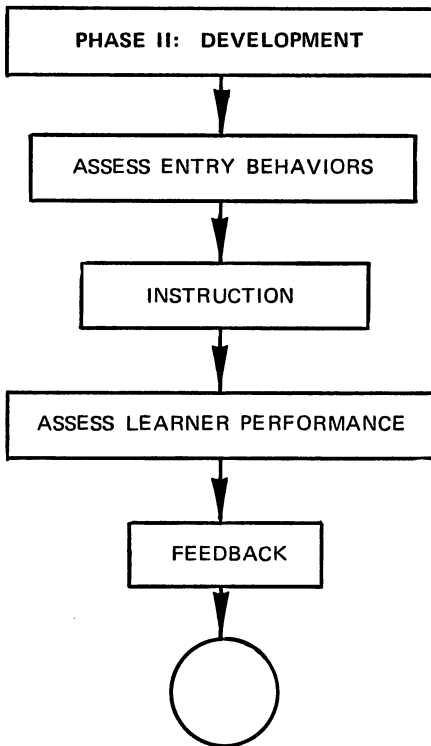 PHASE II: DEVELOPMENT
ASSESS ENTRY BEHAVIORS
INSTRUCTION
ASSESS LEARNER PERFORMANCE
FEEDBACK